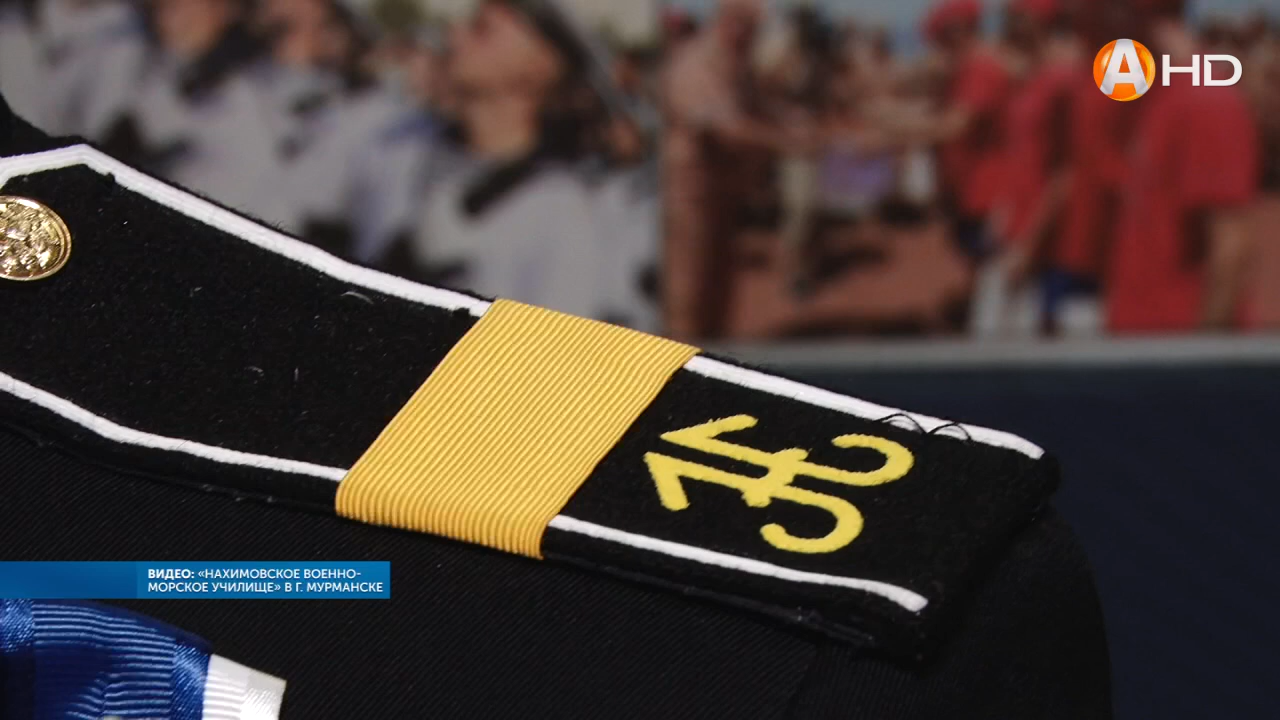 A HD
ВИДЕО: «НАХИМОВСКОЕ ВОЕННО-
МОРСКОЕ УЧИЛИЩЕ» В Г. МУРМАНСКЕ